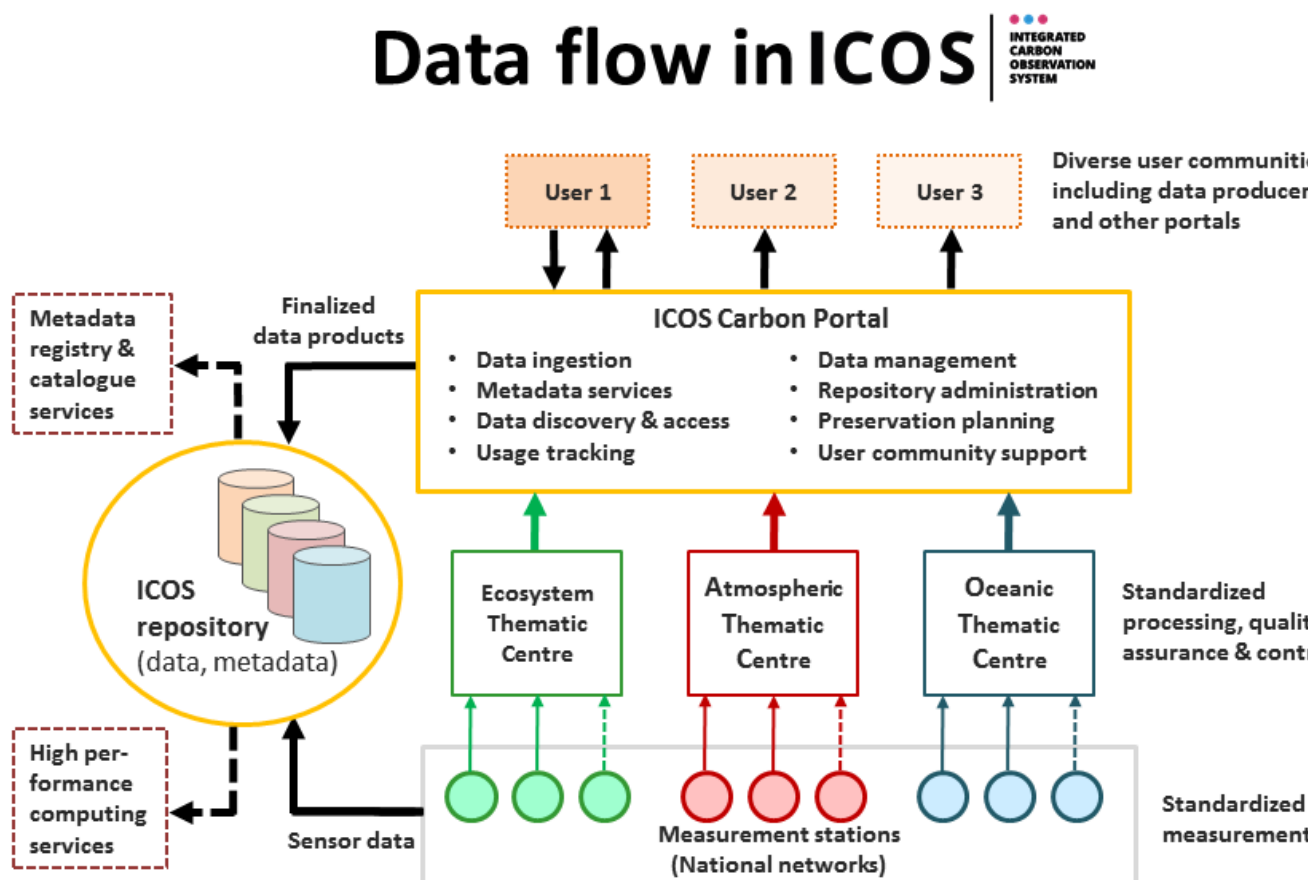 Data flow in ICOS
INTEGRATED
CARBON
OBSERVATION
SYSTEM
User 1
User 2
User 3
Diverse user communitie
including data producer
and other portals
Metadata
registry &
catalogue
services
Finalized
data products
ICOS Carbon Portal
• Data ingestion
• Metadata services
• Data discovery & access
• Usage tracking
• Data management
• Repository administration
• Preservation planning
• User community support
ICOS
repository
(data, metadata)
Ecosystem
Thematic
Centre
Atmospheric
Thematic
Centre
Oceanic
Thematic
Centre
Standardized
processing, qualit
assurance & contr
High per-
formance
computing
services
Sensor data
Measurement stations
(National networks)
Standardized
measurement